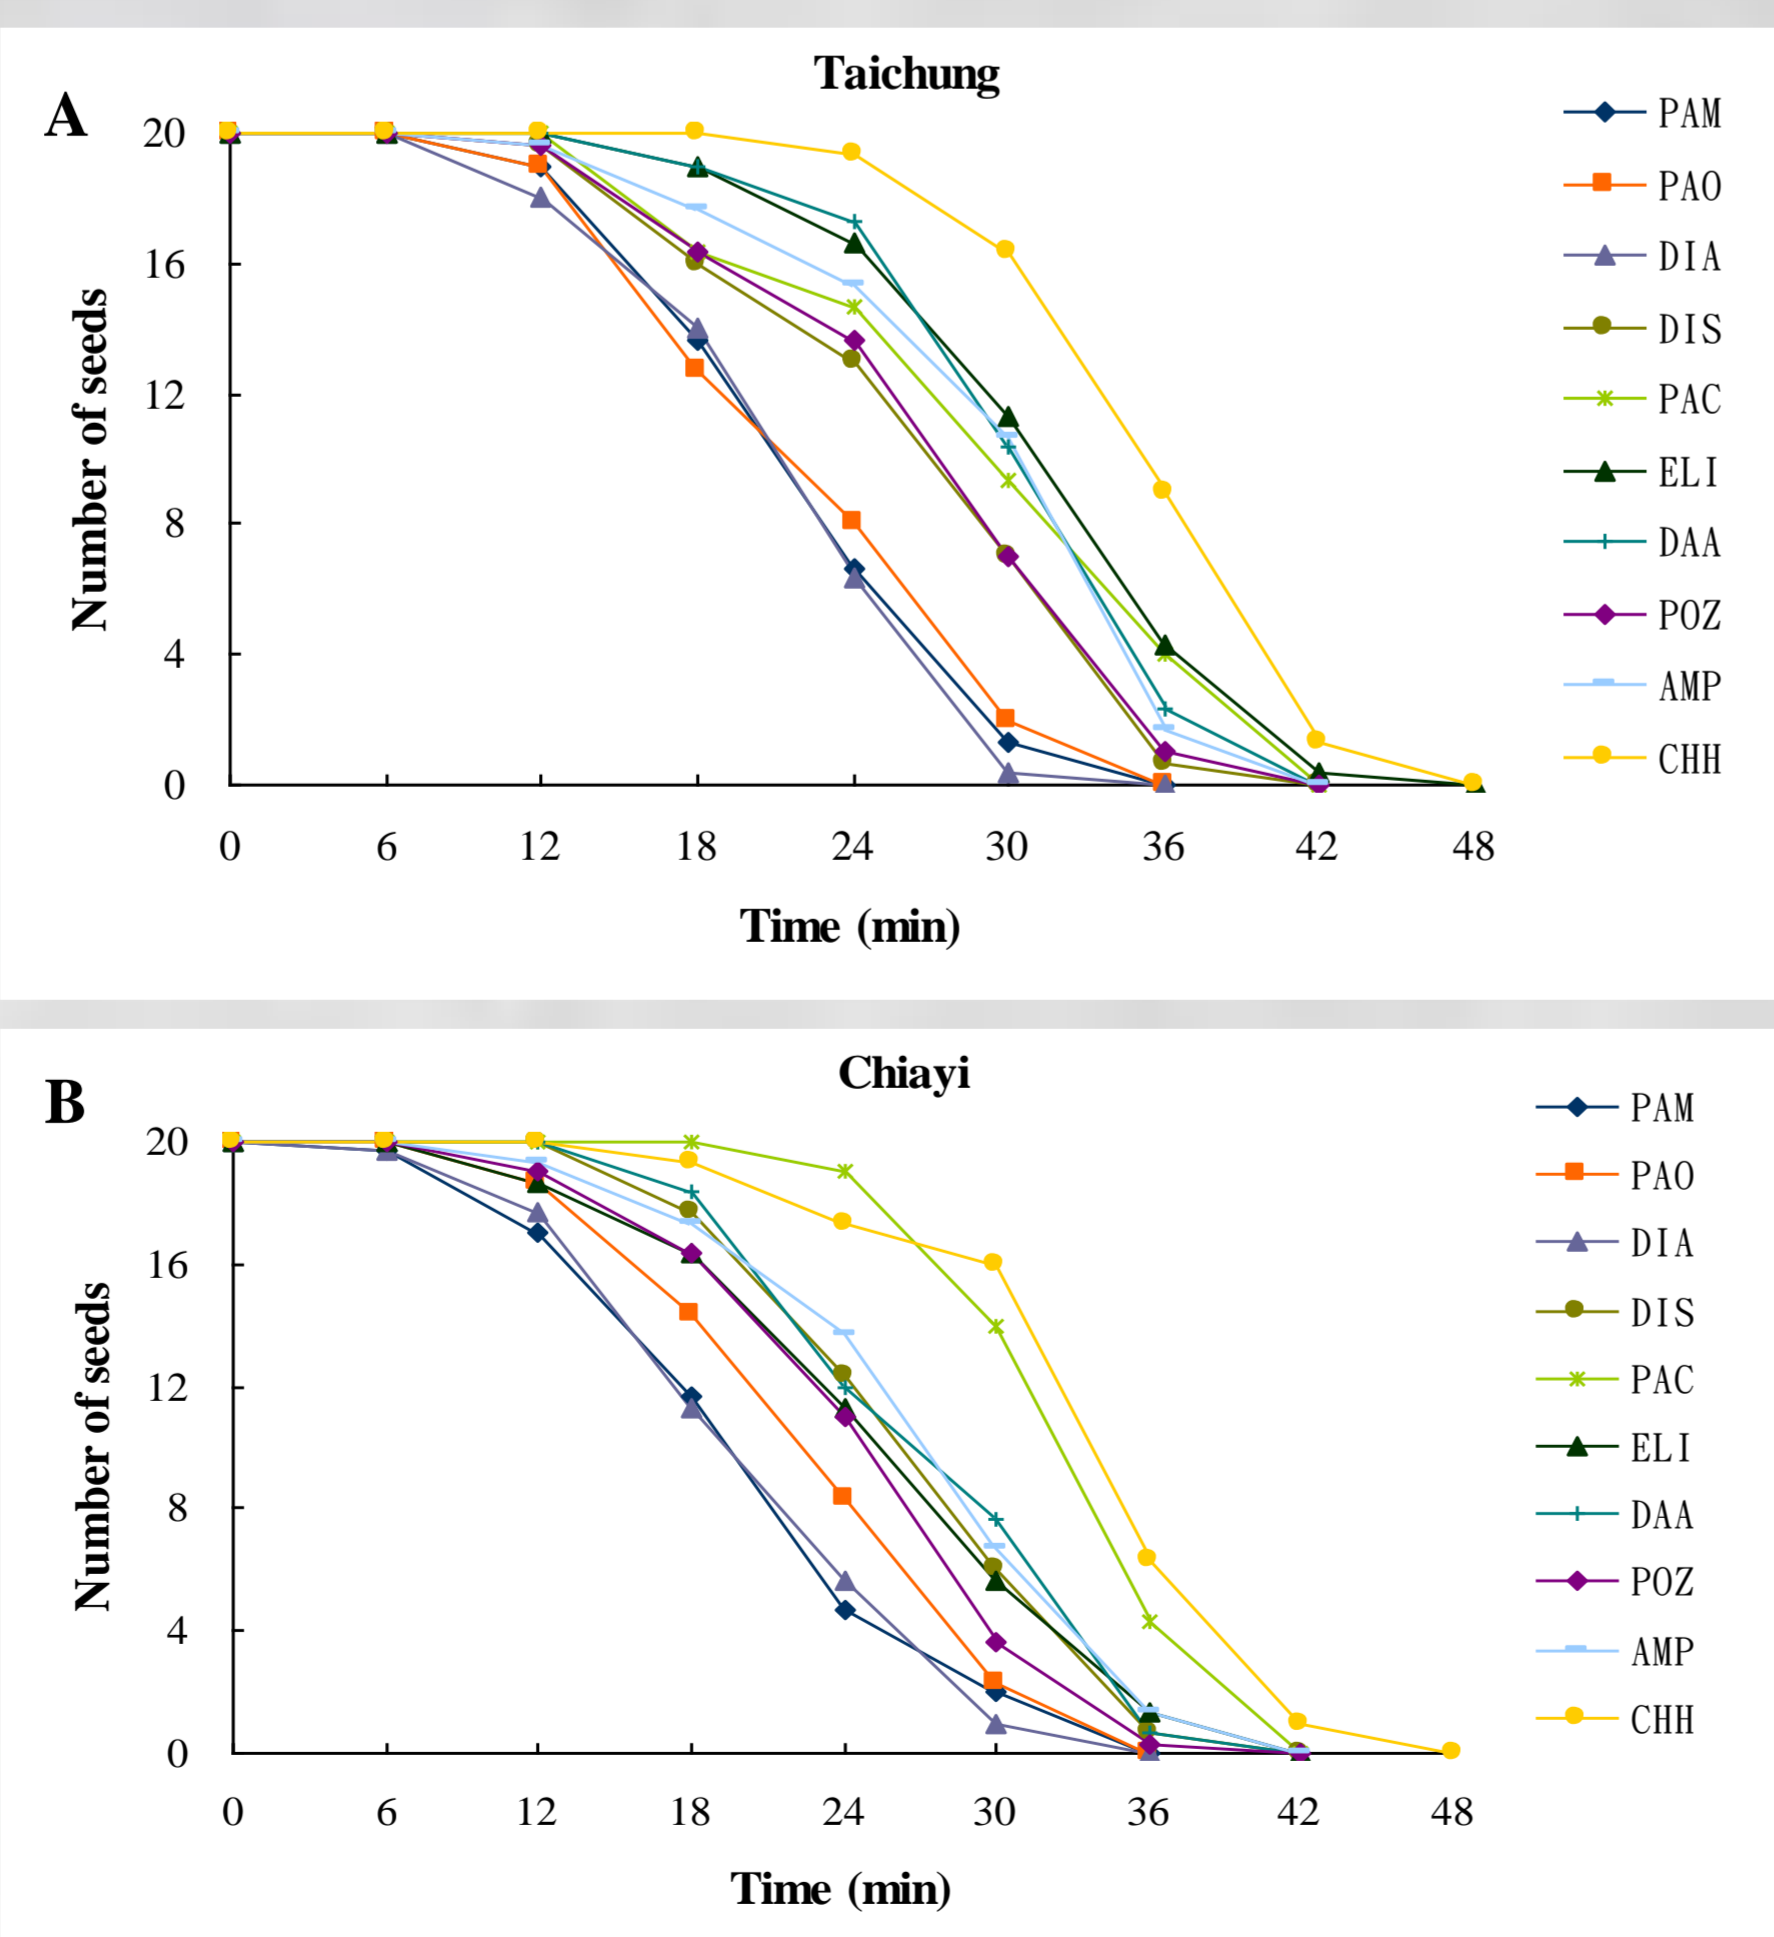 Taichung
A
20
16
12
8
4
0
Number of seeds
0 6 12 18 24 30 36 42 48
Time (min)
PAM
PAO
DIA
DIS
PAC
ELI
DAA
POZ
AMP
CHH
Chiayi
B
20
16
12
8
4
0
Number of seeds
0 6 12 18 24 30 36 42 48
Time (min)
PAM
PAO
DIA
DIS
PAC
ELI
DAA
POZ
AMP
CHH